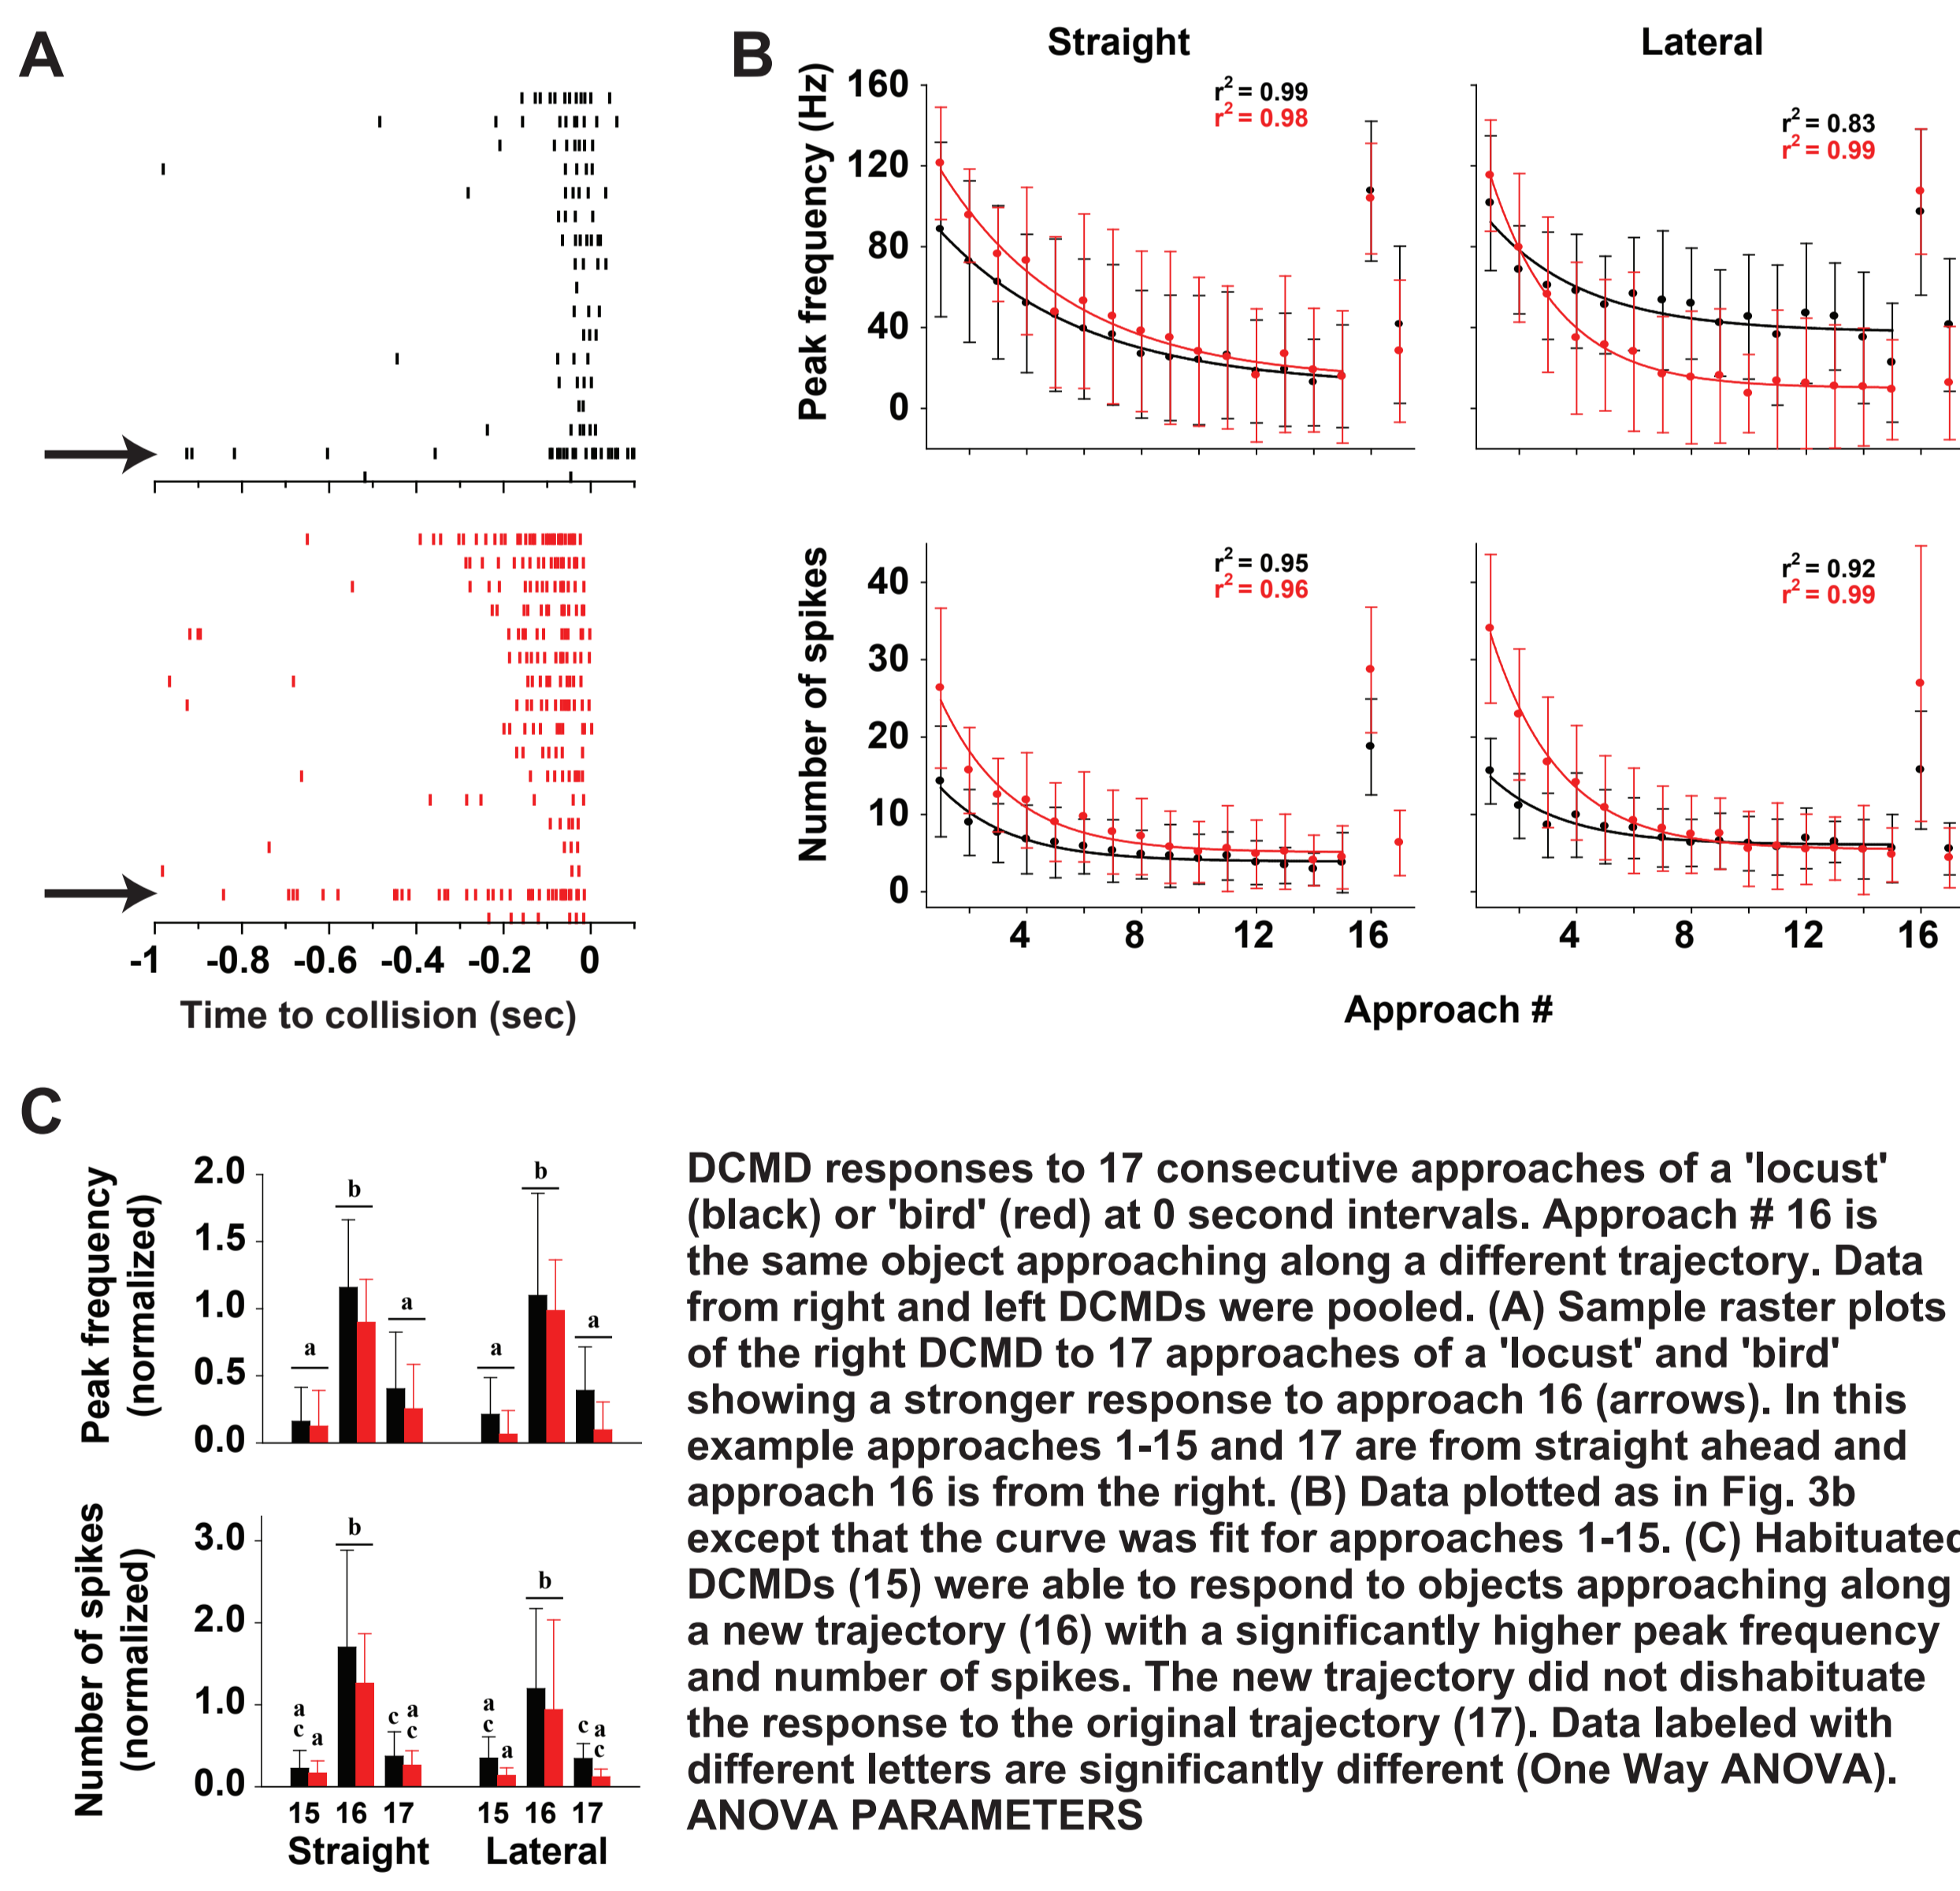 A
B
Straight
Lateral
Peak frequency (Hz)
160
120
80
40
0
r² = 0.99
r² = 0.98
r² = 0.83
r² = 0.99
Number of spikes
40
30
20
10
0
r² = 0.95
r² = 0.96
r² = 0.92
r² = 0.99
-1 -0.8 -0.6 -0.4 -0.2 0
Time to collision (sec)
4 8 12 16
4 8 12 16
Approach #
C
Peak frequency
(normalized)
2.0
1.5
1.0
0.5
0.0
a b a
a b a
Number of spikes
(normalized)
3.0
2.0
1.0
0.0
a c a b c a c
a c a b c a c
15 16 17 15 16 17
Straight Lateral
DCMD responses to 17 consecutive approaches of a 'locust'
(black) or 'bird' (red) at 0 second intervals. Approach # 16 is
the same object approaching along a different trajectory. Data
from right and left DCMDs were pooled. (A) Sample raster plots
of the right DCMD to 17 approaches of a 'locust' and 'bird'
showing a stronger response to approach 16 (arrows). In this
example approaches 1-15 and 17 are from straight ahead and
approach 16 is from the right. (B) Data plotted as in Fig. 3b
except that the curve was fit for approaches 1-15. (C) Habituated
DCMDs (15) were able to respond to objects approaching along
a new trajectory (16) with a significantly higher peak frequency
and number of spikes. The new trajectory did not dishabituate
the response to the original trajectory (17). Data labeled with
different letters are significantly different (One Way ANOVA).
ANOVA PARAMETERS